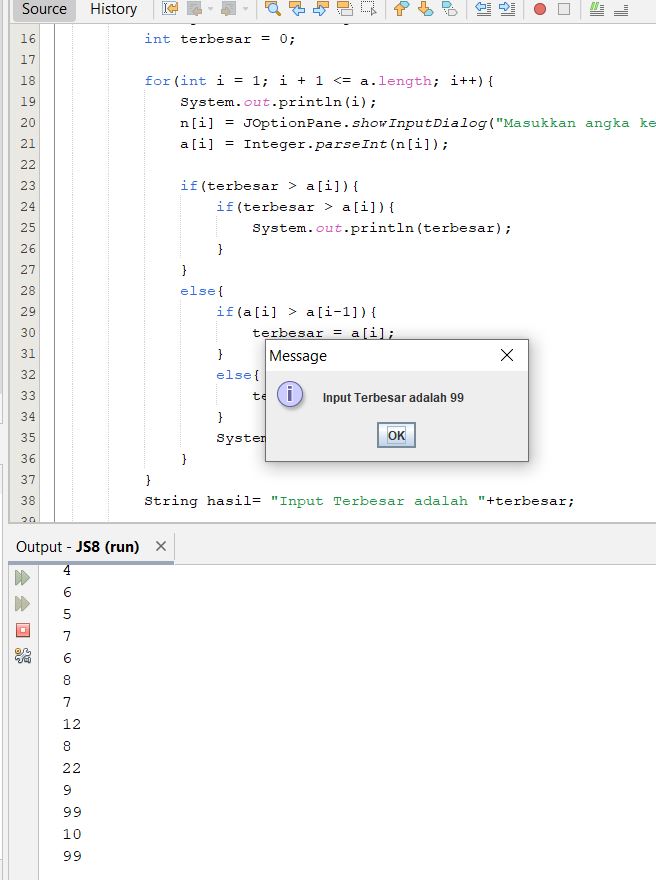 Source History
16 int terbesar = 0;
17
18 for(int i = 1; i + 1 <= a.length; i++){
19 System.out.println(i);
20 n[i] = JOptionPane.showInputDialog("Masukkan angka ke
21 a[i] = Integer.parseInt(n[i]);
22
23 if(terbesar > a[i]){
24 if(terbesar > a[i]){
25 System.out.println(terbesar);
26 }
27 }
28 else{
29 if(a[i] > a[i-1]){
30 terbesar = a[i];
31 }
32 else{
33 te
34 }
35 System
36 }
37 }
38 String hasil= "Input Terbesar adalah "+terbesar;
39
Message
Input Terbesar adalah 99
OK
Output - JS8 (run)
4
6
5
7
6
8
7
12
8
22
9
99
10
99